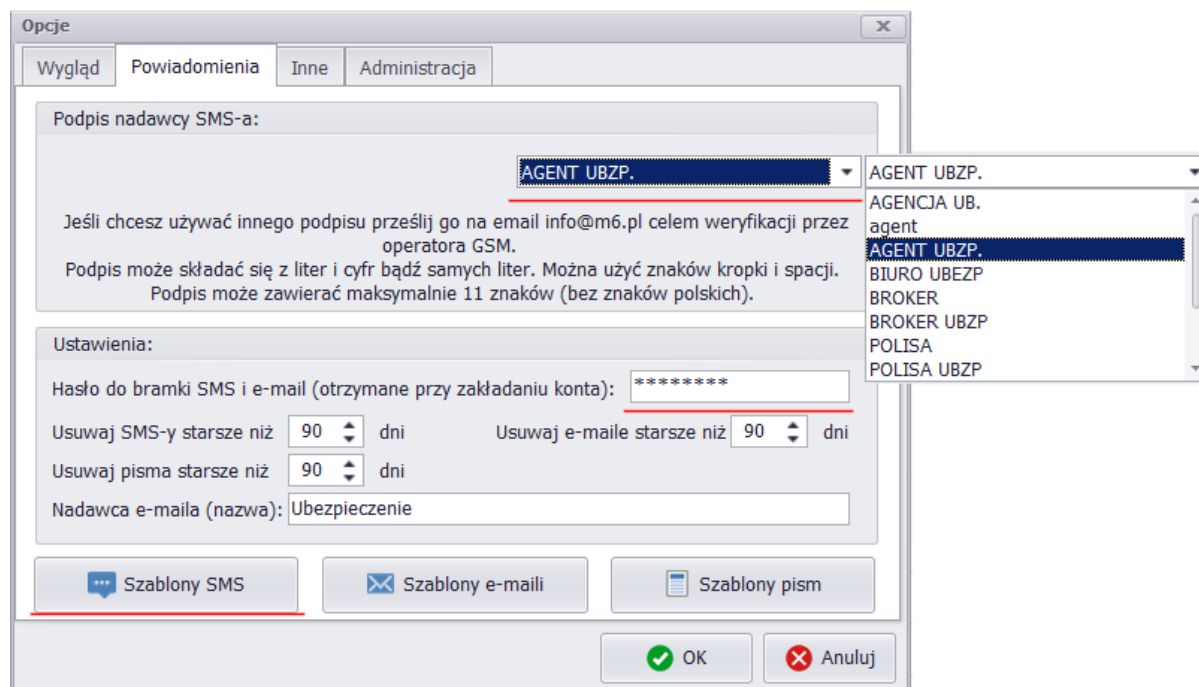 Opcje
Wygląd Powiadomienia Inne Administracja
Podpis nadawcy SMS-a:
AGENT UBZP.
Jeśli chcesz używać innego podpisu prześlij go na email info@m6.pl celem weryfikacji przez
operatora GSM.
Podpis może składać się z liter i cyfr bądź samych liter. Można użyć znaków kropki i spacji.
Podpis może zawierać maksymalnie 11 znaków (bez znaków polskich).
AGENT UBZP.
AGENCJA UB.
agent
AGENT UBZP.
BIURO UBEZP
BROKER
BROKER UBZP
POLISA
POLISA UBZP
Ustawienia:
Hasło do bramki SMS i e-mail (otrzymane przy zakładaniu konta): ********
Usuwaj SMS-y starsze niż 90 dni Usuwaj e-maile starsze niż 90 dni
Usuwaj pisma starsze niż 90 dni
Nadawca e-maila (nazwa): Ubezpieczenie
Szablony SMS Szablony e-maili Szablony pism
OK Anuluj